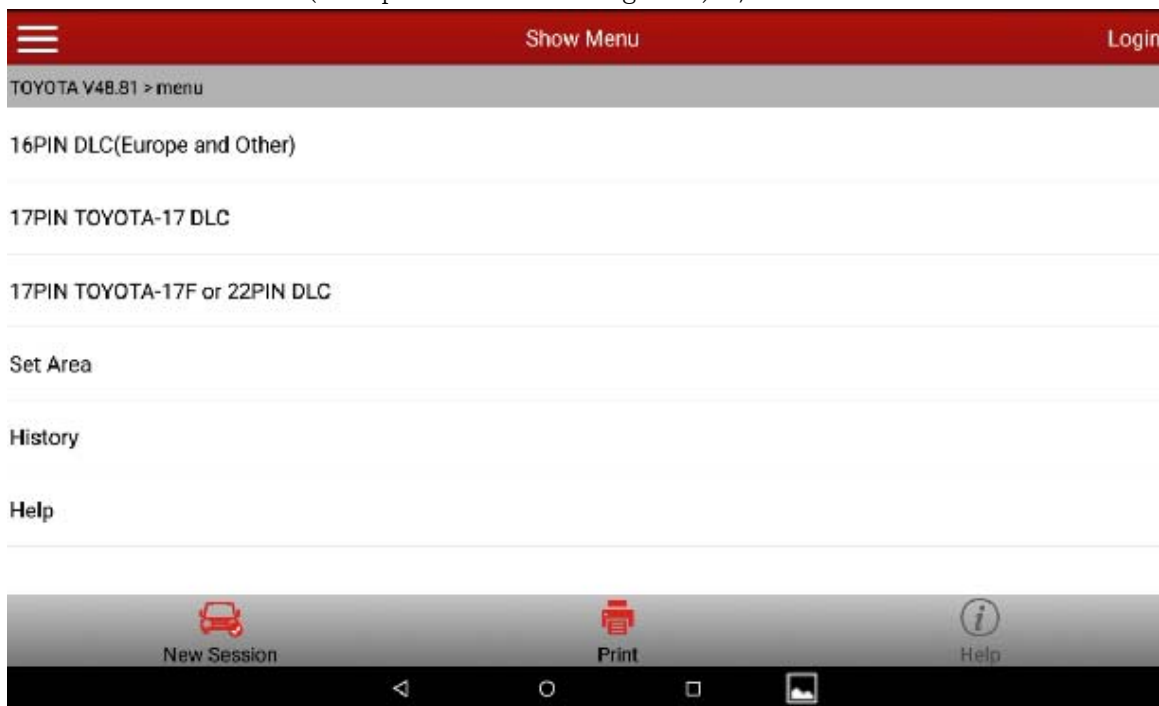 Show Menu
Login
TOYOTA V48.81 > menu
16PIN DLC(Europe and Other)
17PIN TOYOTA-17 DLC
17PIN TOYOTA-17F or 22PIN DLC
Set Area
History
Help
New Session
Print
Help